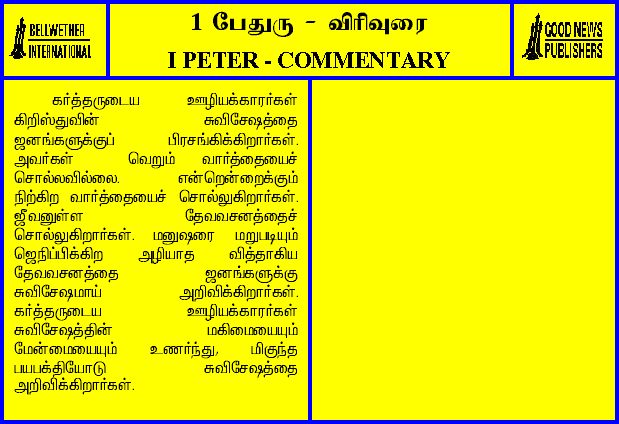 BELLWETHER
INTERNATIONAL
1 பேதுரு - விரிவுரை
I PETER - COMMENTARY
GOOD NEWS
PUBLISHERS
கர்த்தருடைய ஊழியக்காரர்கள்
கிறிஸ்துவின் சுவிசேஷத்தை
ஜனங்களுக்குப் பிரசங்கிக்கிறார்கள்.
அவர்கள் வெறும் வார்த்தையைச்
சொல்லவில்லை. என்றென்றைக்கும்
நிற்கிற வார்த்தையைச் சொல்லுகிறார்கள்.
ஜீவனுள்ள தேவவசனத்தைச்
சொல்லுகிறார்கள். மனுஷரை மறுபடியும்
ஜெநிப்பிக்கிற அழியாத வித்தாகிய
தேவவசனத்தை ஜனங்களுக்கு
சுவிசேஷமாய் அறிவிக்கிறார்கள்.
கர்த்தருடைய ஊழியக்காரர்கள்
சுவிசேஷத்தின் மகிமையையும்
மேன்மையையும் உணர்ந்து, மிகுந்த
பயபக்தியோடு சுவிசேஷத்தை
அறிவிக்கிறார்கள்.